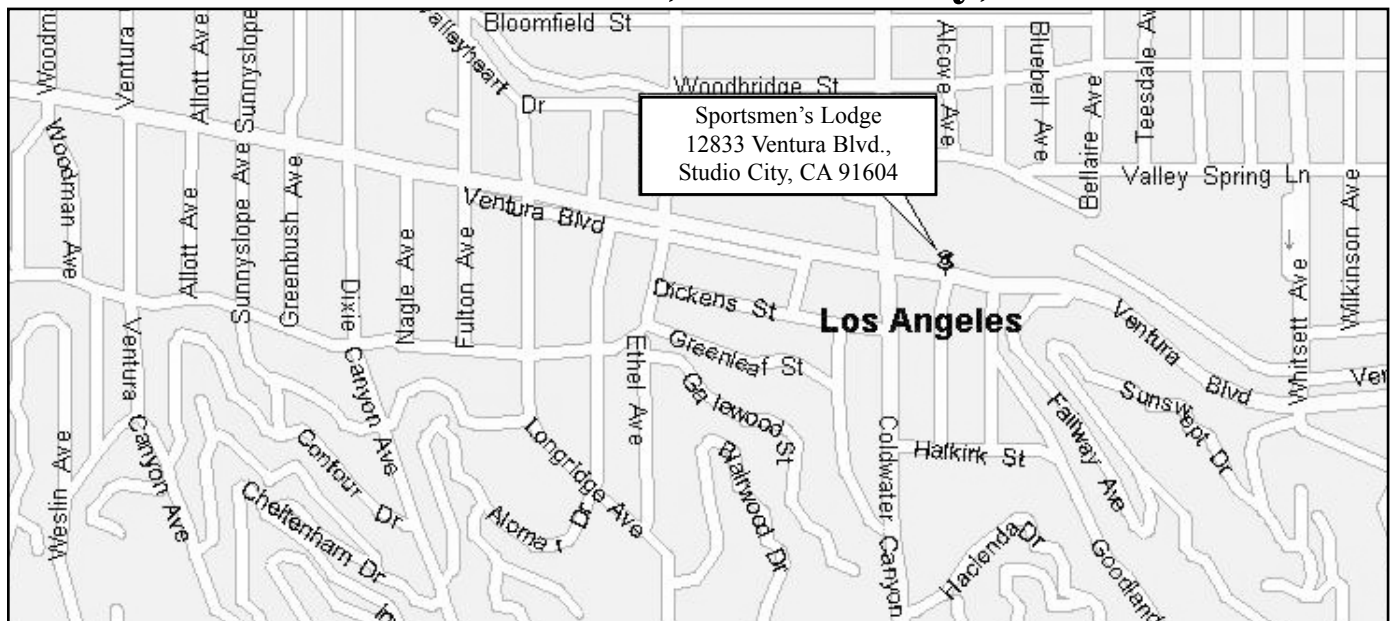 Bloomfield St
Woodma
Ventura
Allott Ave
Sunnyslope
Valleyheart
Dr
Woodbridge St
Alcove Ave
Bluebell Ave
Bellaire Ave
Teesdale Av
Sportsmen's Lodge
12833 Ventura Blvd.,
Studio City, CA 91604
Valley Spring Ln
Woodman Ave
Allott Ave
Sunnyslope Ave
Greenbush Ave
Dixie
Nagle Ave
Fulton Ave
Ventura Blvd
Whitsett Ave
Wilkinson Ave
Dickens St
Los Angeles
Ventura
Blvd
Ven
Ventura
Canyon Ave
Canyon Ave
Greenleaf St
Ethel Ave
Galewood St
Sunswept Dr
Fairway Ave
Longridge Ave
Coldwater Canyon
Halkirk St
Blairwood Dr
Weslin Ave
Contour Dr
Cheltenham Dr
Aloma
Dr
Hacienda Dr
Goodland